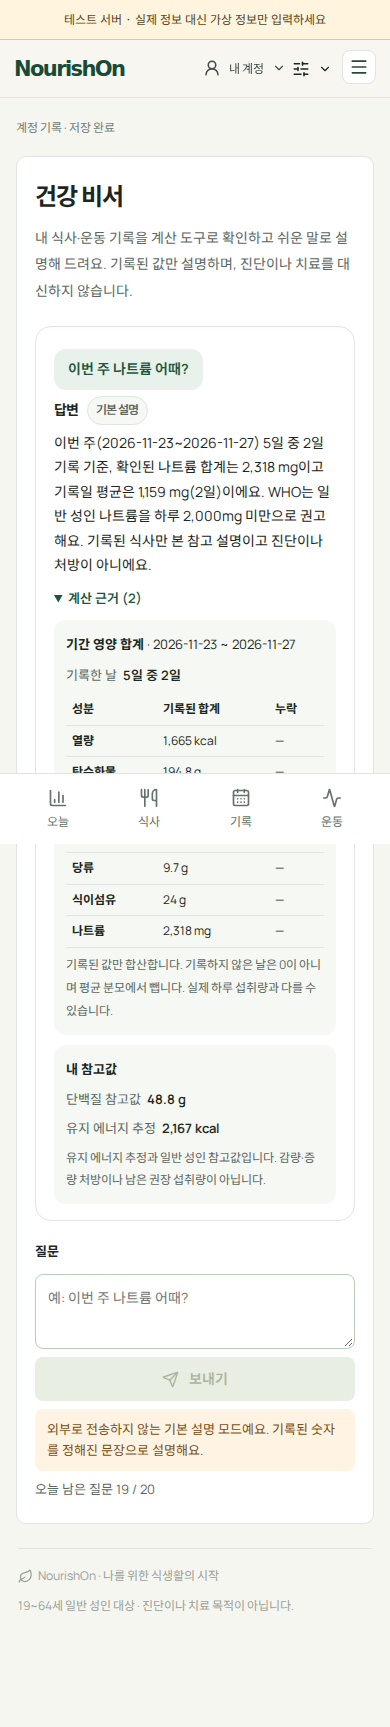 테스트 서버 · 실제 정보 대신 가상 정보만 입력하세요
NourishOn
내 계정
계정 기록 · 저장 완료
건강 비서
내 식사·운동 기록을 계산 도구로 확인하고 쉬운 말로 설
명해 드려요. 기록된 값만 설명하며, 진단이나 치료를 대
신하지 않습니다.
이번 주 나트륨 어때?
답변 기본 설명
이번 주(2026-11-23~2026-11-27) 5일 중 2일
기록 기준, 확인된 나트륨 합계는 2,318 mg이고
기록일 평균은 1,159 mg(2일)이에요. WHO는 일
반 성인 나트륨을 하루 2,000mg 미만으로 권고
해요. 기록된 식사만 본 참고 설명이고 진단이나
처방이 아니에요.
▼ 계산 근거 (2)
기간 영양 합계 · 2026-11-23 ~ 2026-11-27
기록한 날 5일 중 2일
성분 기록된 합계 누락
열량 1,665 kcal –
탄수화물 194.8 g –
오늘 식사 기록 운동
당류 9.7 g –
식이섬유 24 g –
나트륨 2,318 mg –
기록된 값만 합산합니다. 기록하지 않은 날은 0이 아니
며 평균 분모에서 뺍니다. 실제 하루 섭취량과 다를 수
있습니다.
내 참고값
단백질 참고값 48.8 g
유지 에너지 추정 2,167 kcal
유지 에너지 추정과 일반 성인 참고값입니다. 감량·증
량 처방이나 남은 권장 섭취량이 아닙니다.
질문
예: 이번 주 나트륨 어때?
보내기
외부로 전송하지 않는 기본 설명 모드예요. 기록된 숫자
를 정해진 문장으로 설명해요.
오늘 남은 질문 19 / 20
NourishOn · 나를 위한 식생활의 시작
19~64세 일반 성인 대상 · 진단이나 치료 목적이 아닙니다.